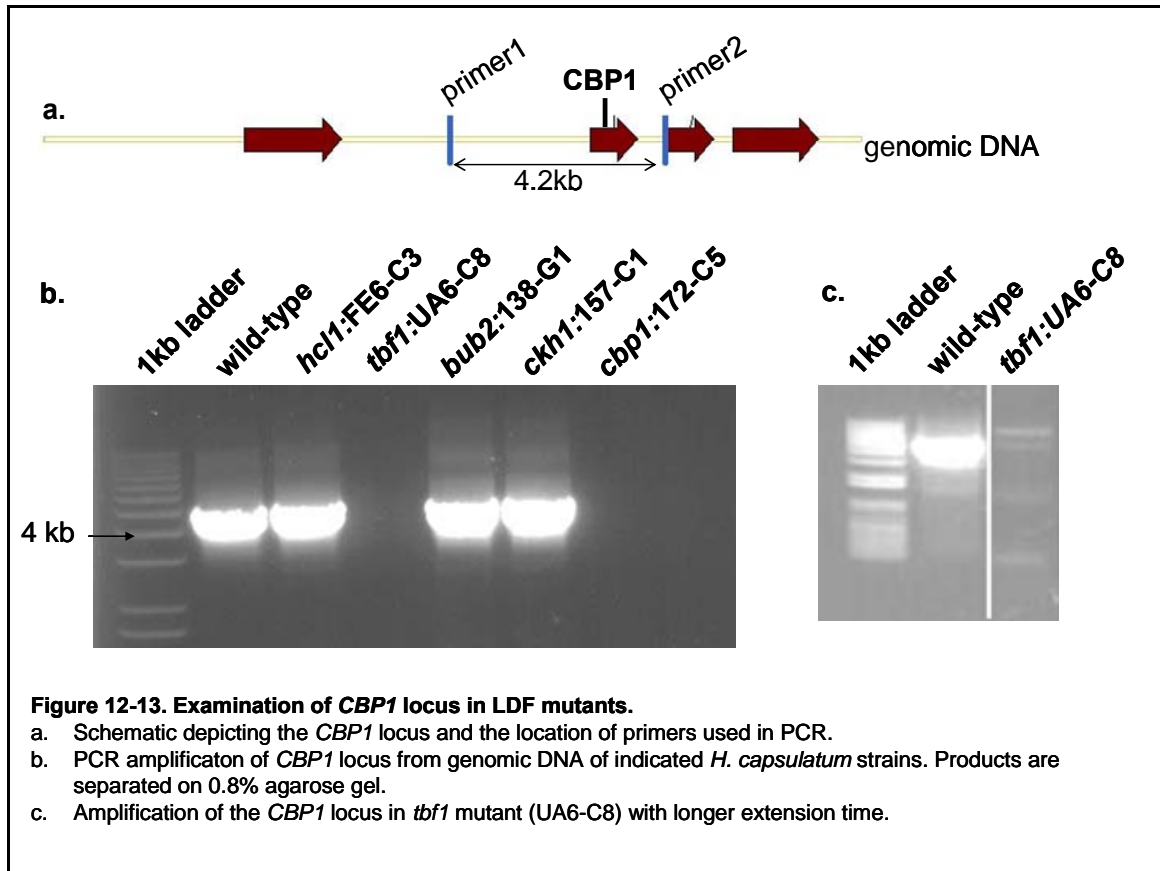 a.
primer1
CBP1
primer2
4.2kb
genomic DNA
b.
1kb ladder
wild-type
hcl1:FE6-C3
tbf1:UA6-C8
bub2:138-G1
ckh1:157-C1
cbp1:172-C5
4 kb
c.
1kb ladder
wild-type
tbf1:UA6-C8
Figure 12-13. Examination of CBP1 locus in LDF mutants.
a. Schematic depicting the CBP1 locus and the location of primers used in PCR.
b. PCR amplificaton of CBP1 locus from genomic DNA of indicated H. capsulatum strains. Products are
separated on 0.8% agarose gel.
c. Amplification of the CBP1 locus in tbf1 mutant (UA6-C8) with longer extension time.